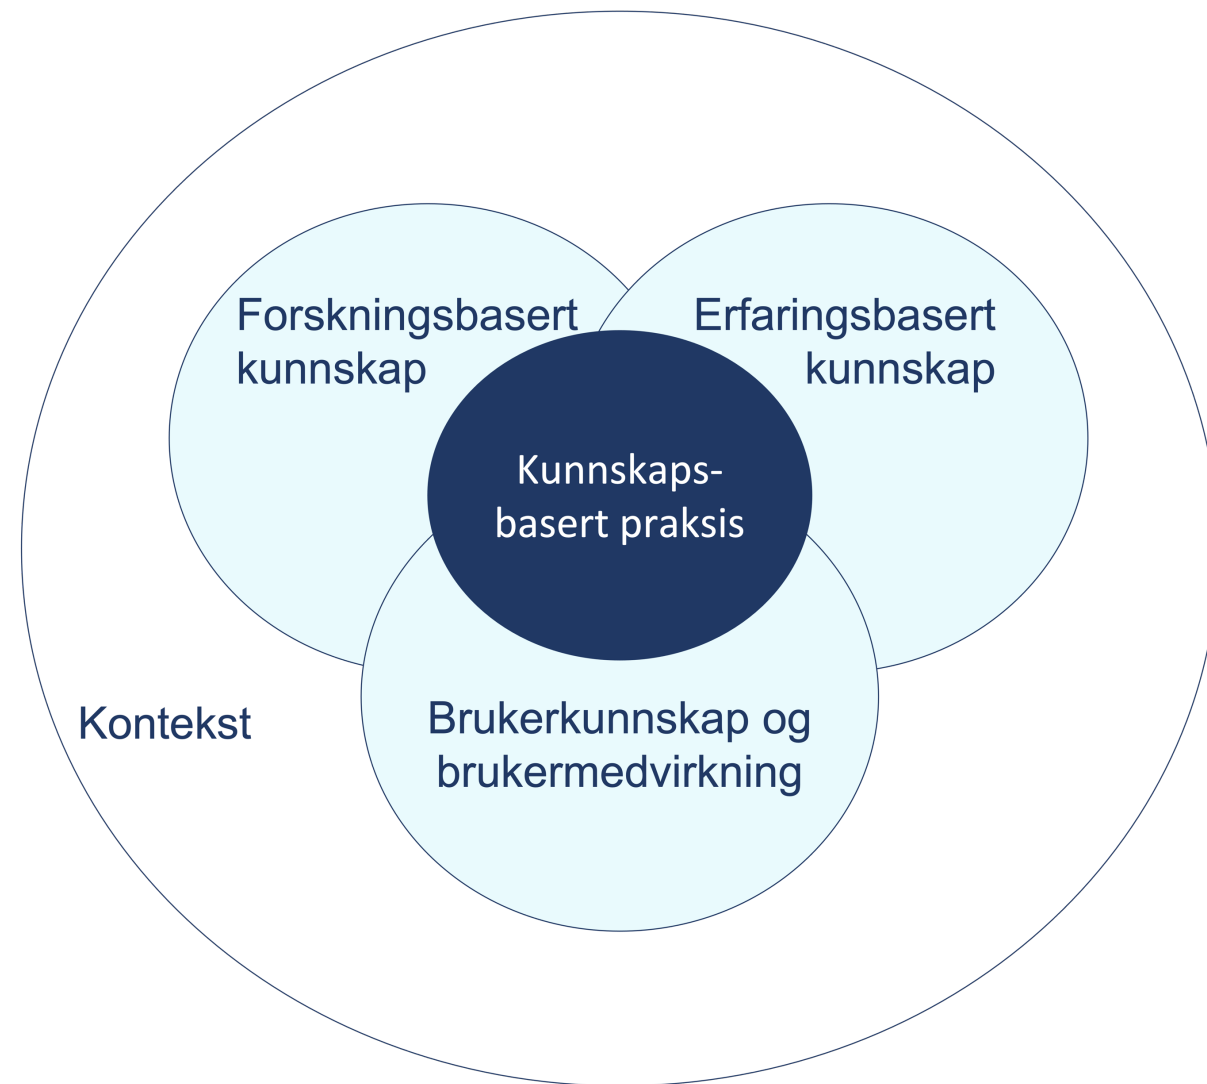 Forskningsbasert
kunnskap
Erfaringsbasert
kunnskap
Kunnskaps-
basert praksis
Kontekst
Brukerkunnskap og
brukermedvirkning